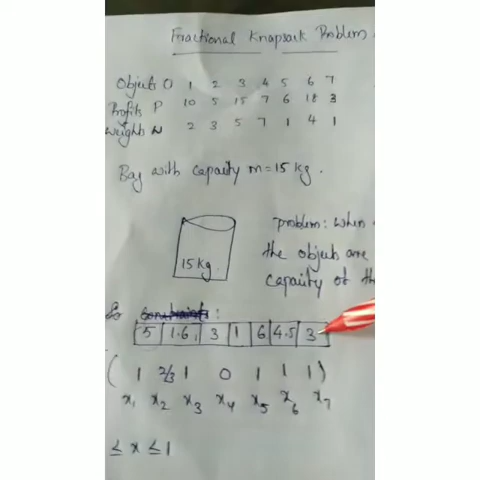 Fractional Knapsack Problem
Objects O 1 2 3 4 5 6 7
Profits P 10 5 15 7 6 18 3
Weights W 2 3 5 7 1 4 1
Bag with capacity m=15 kg.
15 kg.
problem: when
the objects are
capacity of th
So constraints:
5 1.6 3 1 6 4.5 3
( 1 2/3 1 0 1 1 1 )
x1 x2 x3 x4 x5 x6 x7
≤ x ≤ 1